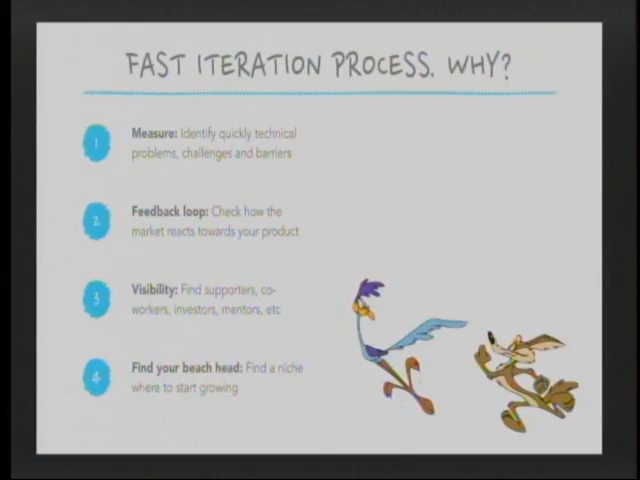 FAST ITERATION PROCESS. WHY?
1
Measure: Identify quickly technical
problems, challenges and barriers
2
Feedback loop: Check how the
market reacts towards your product
3
Visibility: Find supporters, co-
workers, investors, mentors, etc
4
Find your beach head: Find a niche
where to start growing